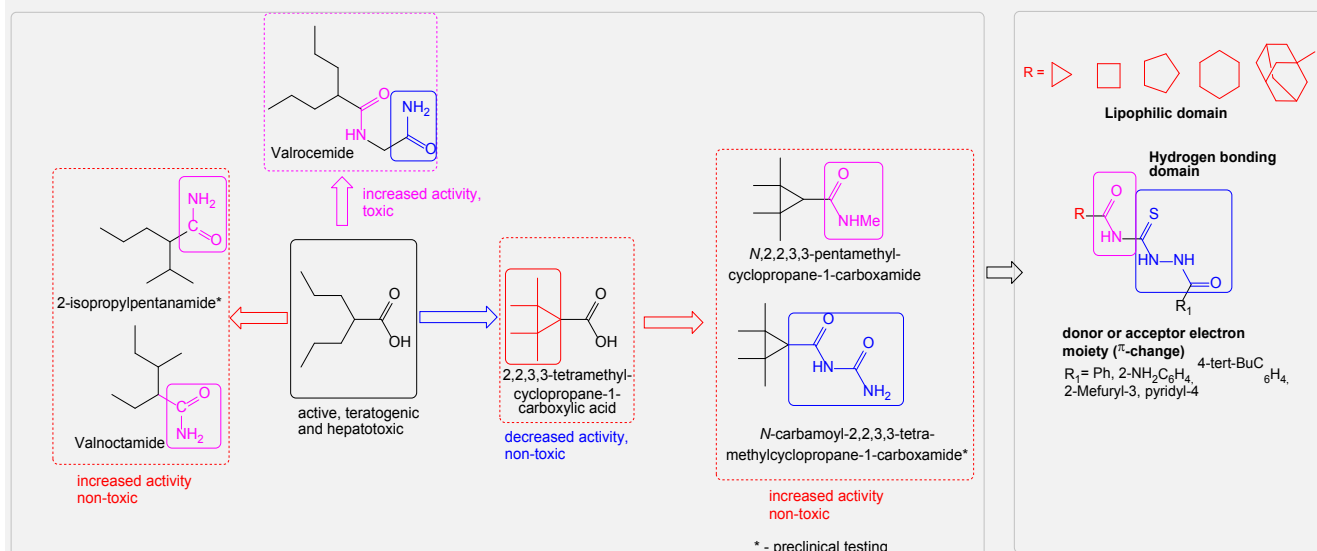 O
NH2
HN
O
Valrocemide
increased activity,
toxic
NH2
C
O
2-isopropylpentanamide*
C
O
NH2
Valnoctamide
increased activity
non-toxic
O
OH
active, teratogenic
and hepatotoxic
O
OH
2,2,3,3-tetramethyl-
cyclopropane-1-
carboxylic acid
decreased activity,
non-toxic
O
NHMe
N,2,2,3,3-pentamethyl-
cyclopropane-1-carboxamide
O
O
HN
NH2
N-carbamoyl-2,2,3,3-tetra-
methylcyclopropane-1-carboxamide*
increased activity
non-toxic
* - preclinical testing
R =
Lipophilic domain
Hydrogen bonding
domain
O
R
S
HN
HN-NH
O
R1
donor or acceptor electron
moiety (π-change)
R1= Ph, 2-NH2C6H4, 4-tert-BuC6H4,
2-Mefuryl-3, pyridyl-4